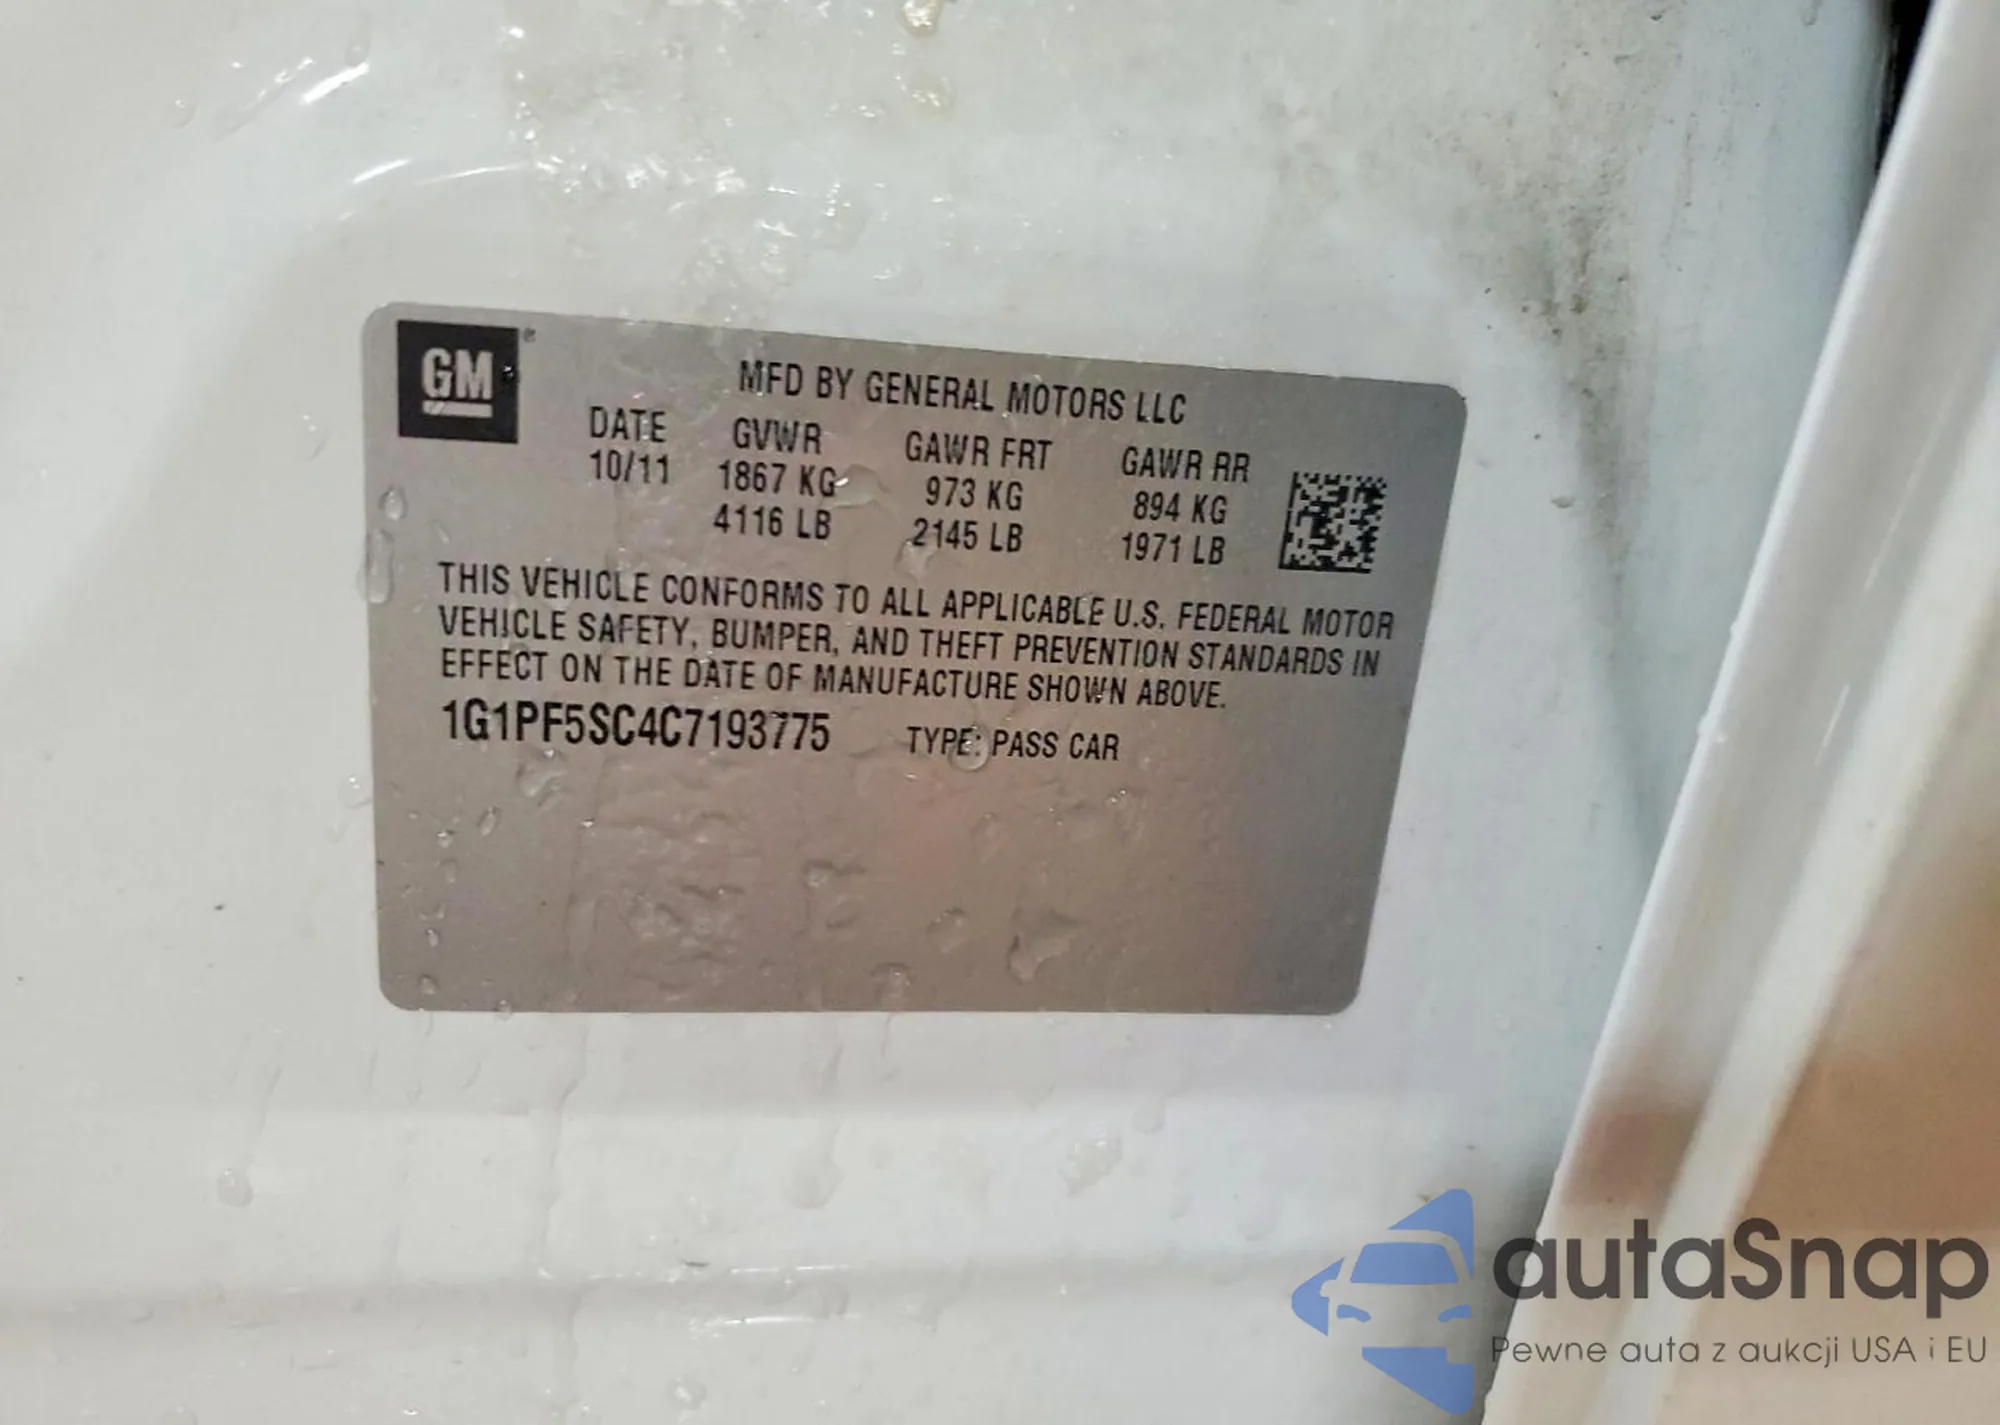 GM®
MFD BY GENERAL MOTORS LLC
DATE GVWR GAWR FRT GAWR RR
10/11 1867 KG 973 KG 894 KG
4116 LB 2145 LB 1971 LB
THIS VEHICLE CONFORMS TO ALL APPLICABLE U.S. FEDERAL MOTOR
VEHICLE SAFETY, BUMPER, AND THEFT PREVENTION STANDARDS IN
EFFECT ON THE DATE OF MANUFACTURE SHOWN ABOVE.
1G1PF5SC4C7193775 TYPE: PASS CAR
autaSnap
Pewne auta z aukcji USA i EU